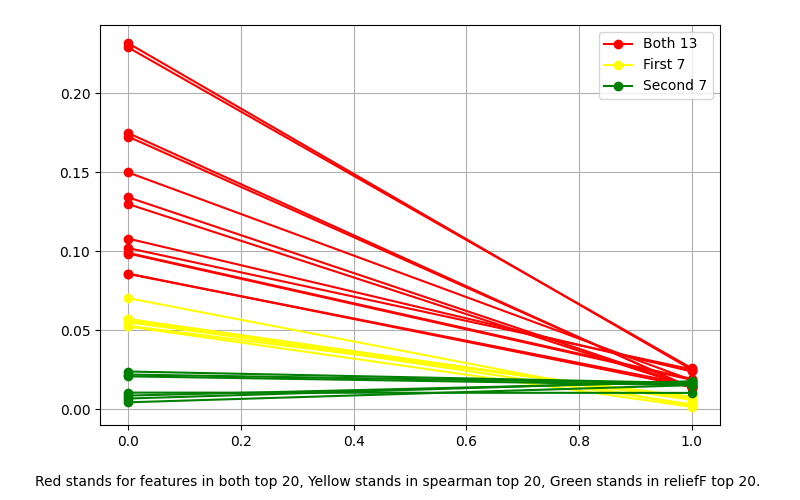 Both 13
First 7
Second 7
0.20
0.15
0.10
0.05
0.00
0.0 0.2 0.4 0.6 0.8 1.0
Red stands for features in both top 20, Yellow stands in spearman top 20, Green stands in reliefF top 20.